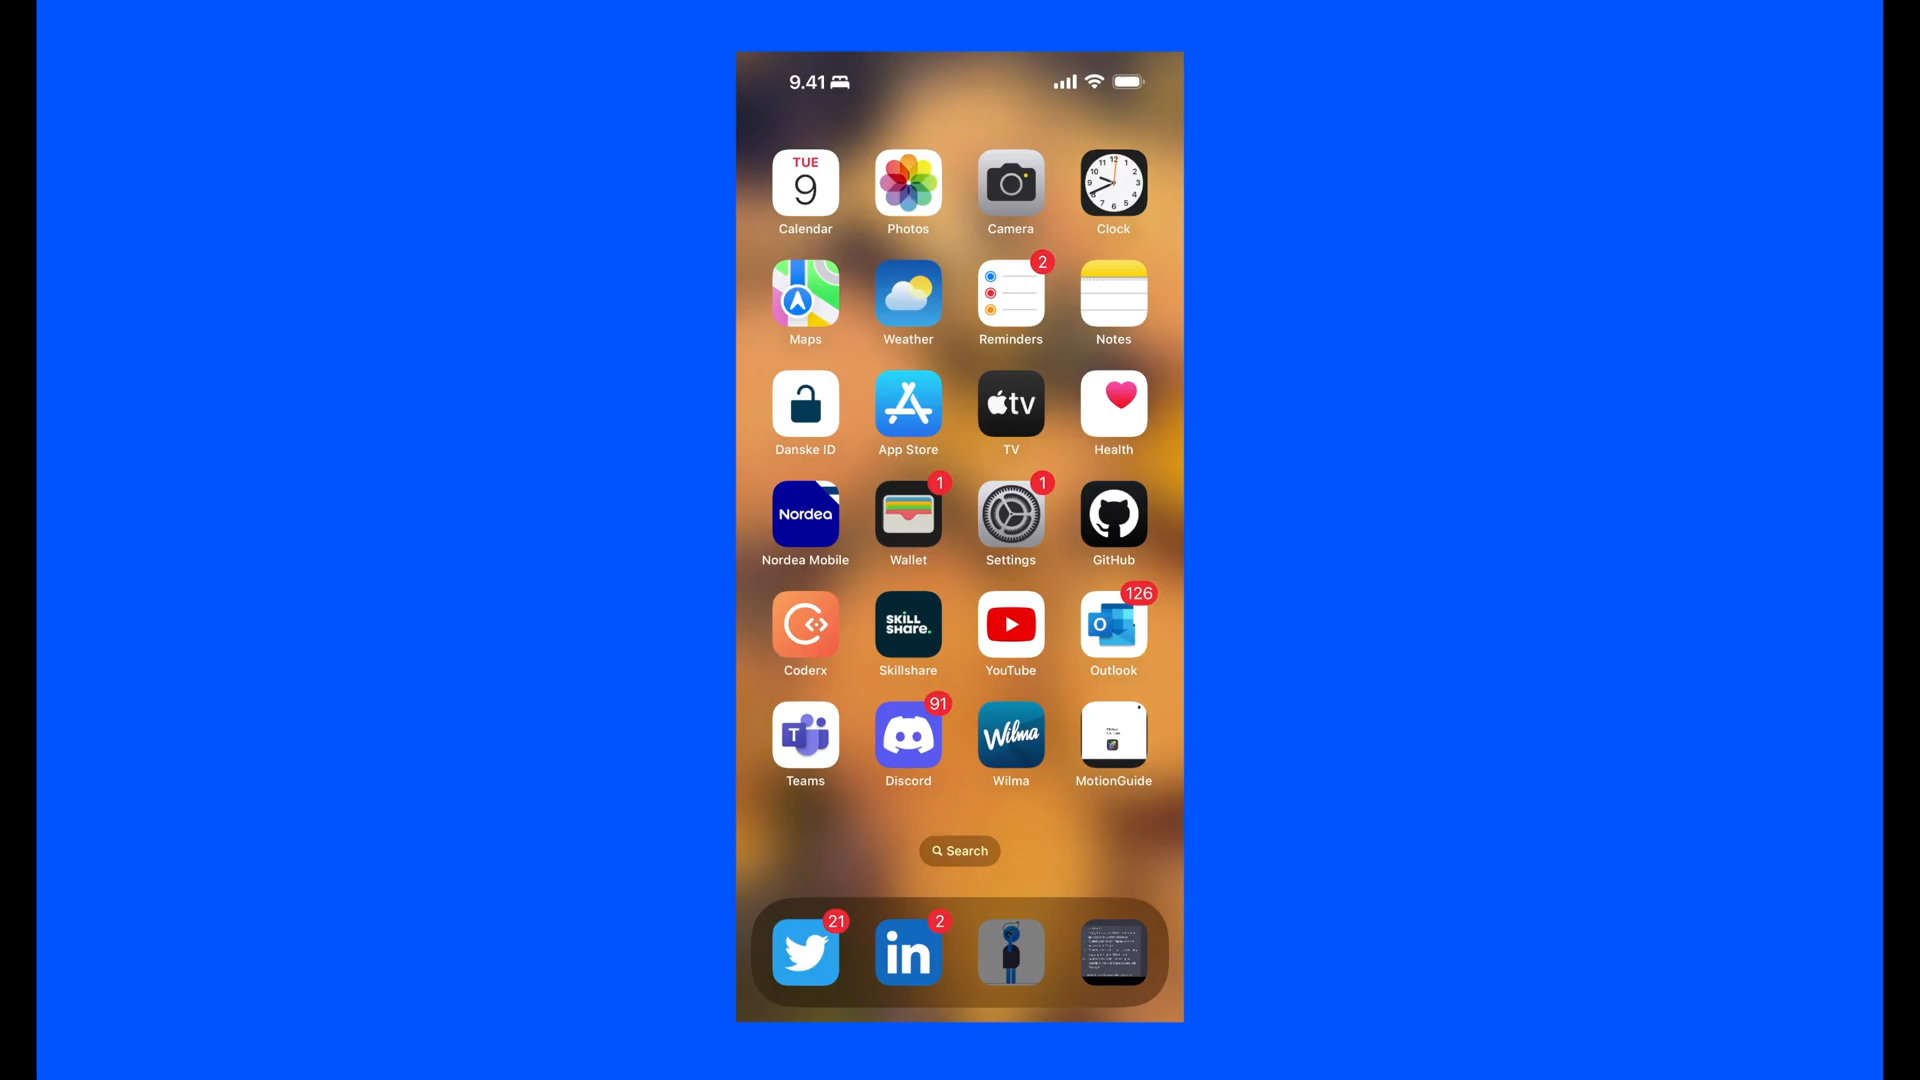 9.41
TUE
9
Calendar
Photos
Camera
Clock
2
Maps
Weather
Reminders
Notes
tv
Danske ID
App Store
TV
Health
1
1
Nordea
Nordea Mobile
Wallet
Settings
GitHub
126
SKILL
SHARE.
O
Coderx
Skillshare
YouTube
Outlook
91
T
Wilma
Teams
Discord
Wilma
MotionGuide
Search
21
2
in